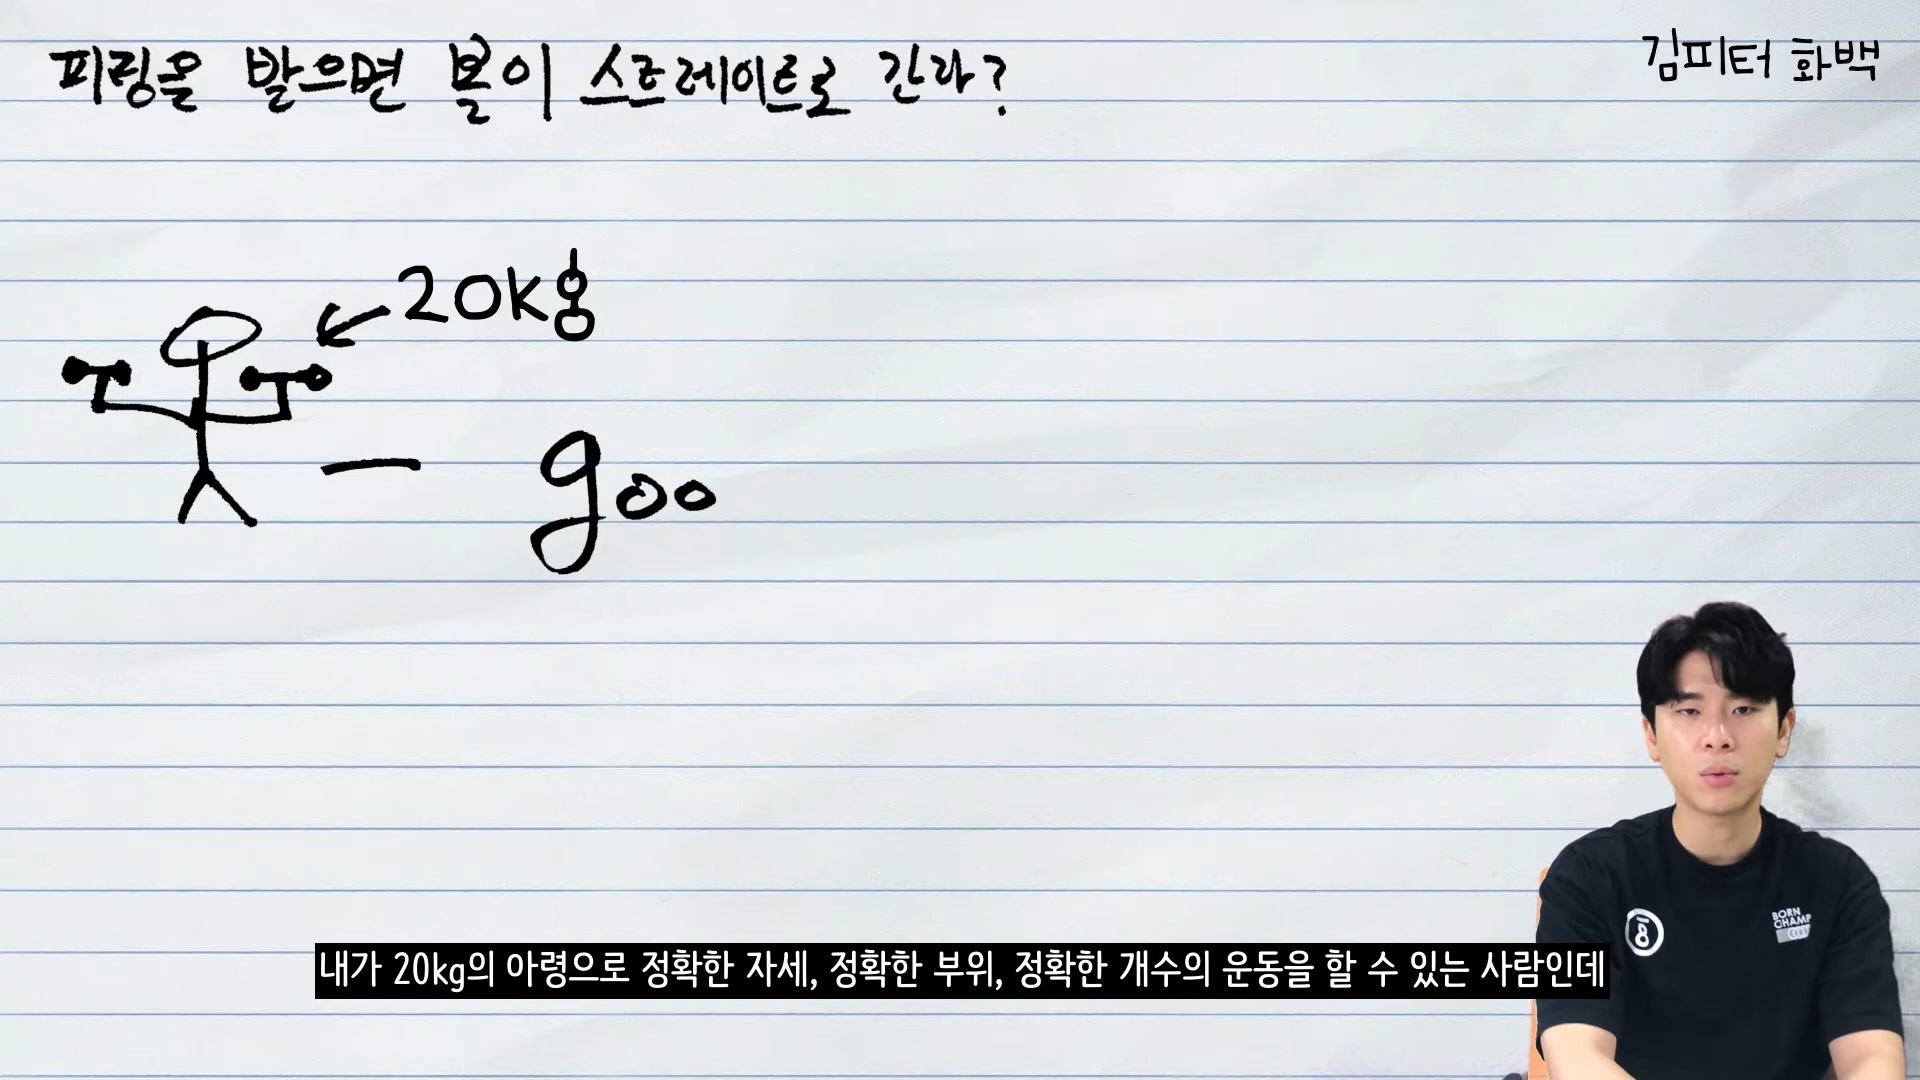 피링을 발으면 볼이 스트레이트로 간다?
김피터 화백
20kg
goo
BORN
CHAMP
8
내가 20kg의 아령으로 정확한 자세, 정확한 부위, 정확한 개수의 운동을 할 수 있는 사람인데